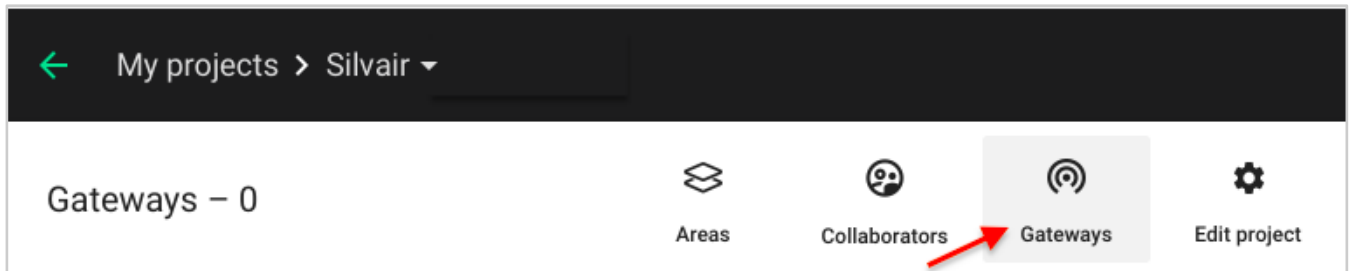 My projects > Silvair
Gateways – 0
Areas
Collaborators
Gateways
Edit project